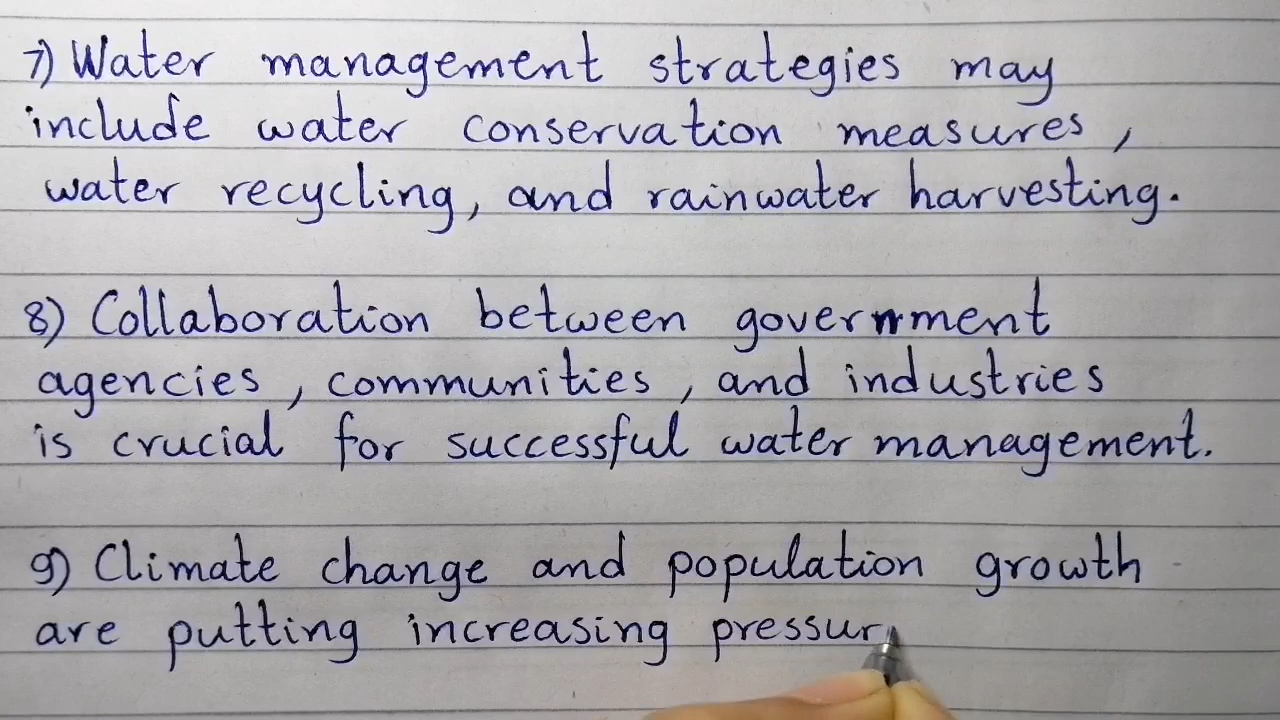 7) Water management strategies may
include water conservation measures,
water recycling, and rainwater harvesting.
8) Collaboration between government
agencies, communities, and industries
is crucial for successful water management.
9) Climate change and population growth
are putting increasing pressur